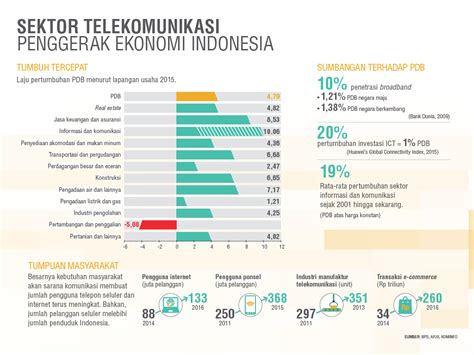 SEKTOR TELEKOMUNIKASI
PENGGERAK EKONOMI INDONESIA
TUMBUH TERCEPAT
Laju pertumbuhan PDB menurut lapangan usaha 2015.
PDB 4,79
Real estate 4,82
Jasa keuangan dan asuransi 8,53
Informasi dan komunikasi 10,06
Penyediaan akomodasi dan makan minum 4,36
Transportasi dan pergudangan 6,68
Perdagangan besar dan eceran 2,47
Konstruksi 6,65
Pengadaan air dan lainnya 7,17
Pengadaan listrik dan gas 1,21
Industri pengolahan 4,25
Pertambangan dan penggalian -5,08
Pertanian dan lainnya 4,02
-6 -4 -2 0 2 4 6 8 10 12
SUMBANGAN TERHADAP PDB
10% penetrasi broadband
• 1,21% PDB negara maju
• 1,38% PDB negara berkembang
(Bank Dunia, 2009)
20%
pertumbuhan investasi ICT = 1% PDB
(Huawei's Global Connectivity Index, 2015)
19%
Rata-rata pertumbuhan sektor
informasi dan komunikasi
sejak 2001 hingga sekarang.
(PDB atas harga konstan)
TUMPUAN MASYARAKAT
Besarnya kebutuhan masyarakat
akan sarana komunikasi membuat
jumlah pengguna telepon seluler dan
internet terus meningkat. Bahkan,
jumlah pelanggan seluler melebihi
jumlah penduduk Indonesia.
Pengguna internet
(juta pelanggan)
133
2016
88
2014
Pengguna ponsel
(juta pelanggan)
368
2015
250
2011
Industri manufaktur
telekomunikasi (unit)
351
2013
297
2011
Transaksi e-commerce
(Rp triliun)
260
2016
34
2014
SUMBER: BPS, APJII, KOMINFO